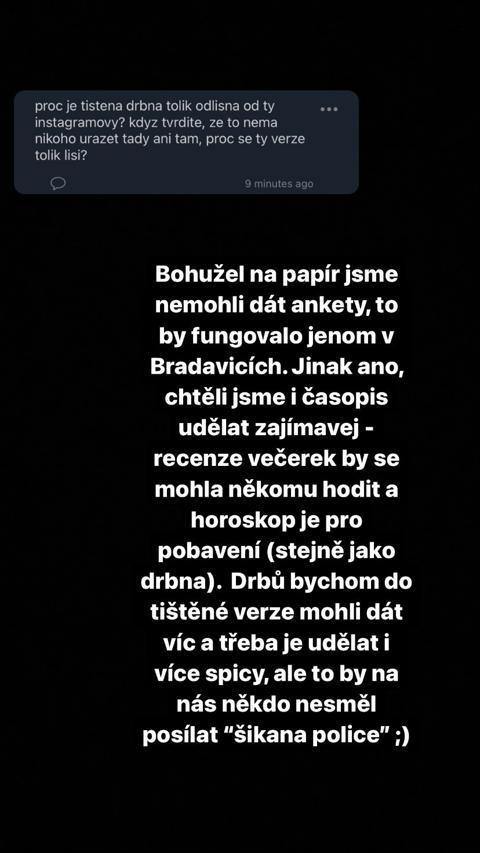 proc je tistena drbna tolik odlisna od ty
instagramovy? kdyz tvrdite, ze to nema
nikoho urazet tady ani tam, proc se ty verze
tolik lisi?
9 minutes ago
Bohužel na papír jsme
nemohli dát ankety, to
by fungovalo jenom v
Bradavicích. Jinak ano,
chtěli jsme i časopis
udělat zajímavej -
recenze večerek by se
mohla někomu hodit a
horoskop je pro
pobavení (stejně jako
drbna).  Drbů bychom do
tištěné verze mohli dát
víc a třeba je udělat i
více spicy, ale to by na
nás někdo nesměl
posílat “šikana police” ;)